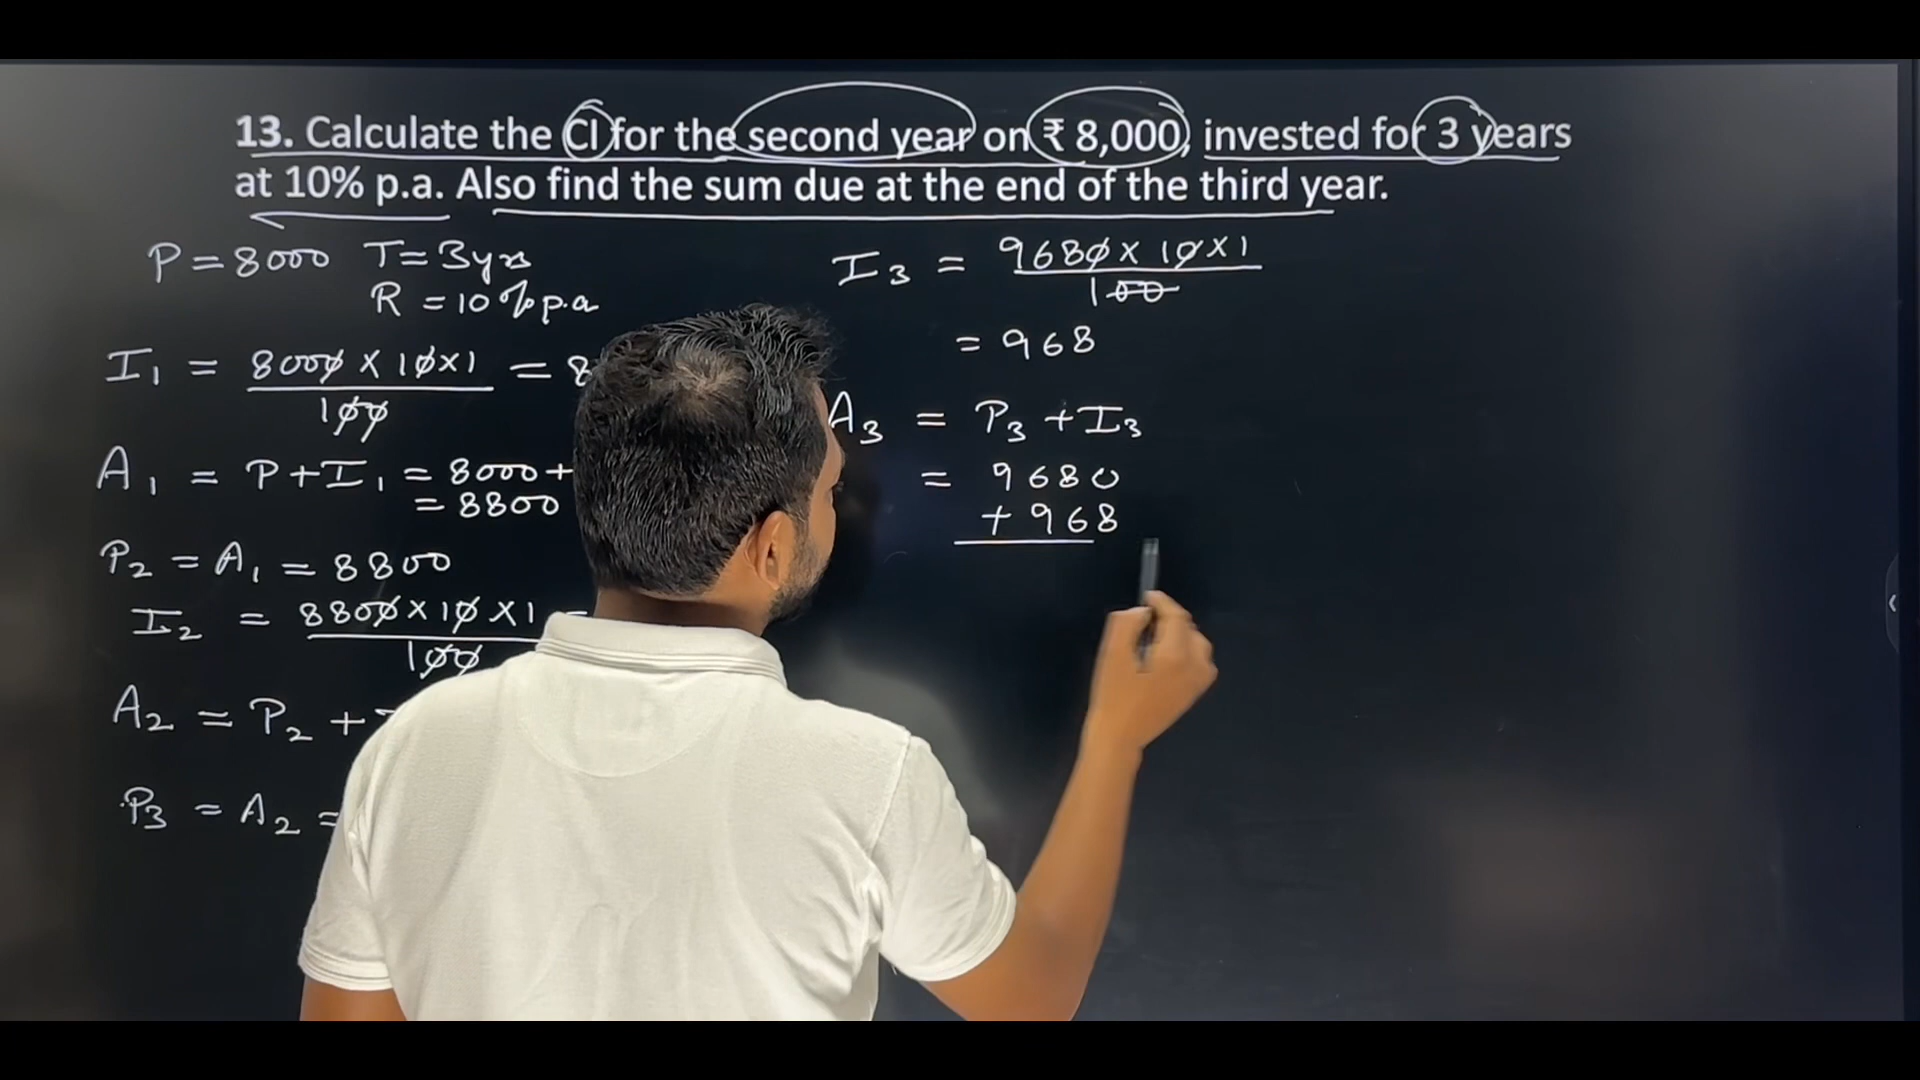 13. Calculate the CI for the second year on ₹ 8,000, invested for 3 years
at 10% p.a. Also find the sum due at the end of the third year.
P = 8000 T = 3yrs
R = 10% p.a
I₁ = 8000 × 10 × 1 = 8
100
A₁ = P + I₁ = 8000 +
= 8800
P₂ = A₁ = 8800
I₂ = 8800 × 10 × 1 =
100
A₂ = P₂ +
P₃ = A₂ =
I₃ = 9680 × 10 × 1
100
= 968
A₃ = P₃ + I₃
= 9680
+ 968